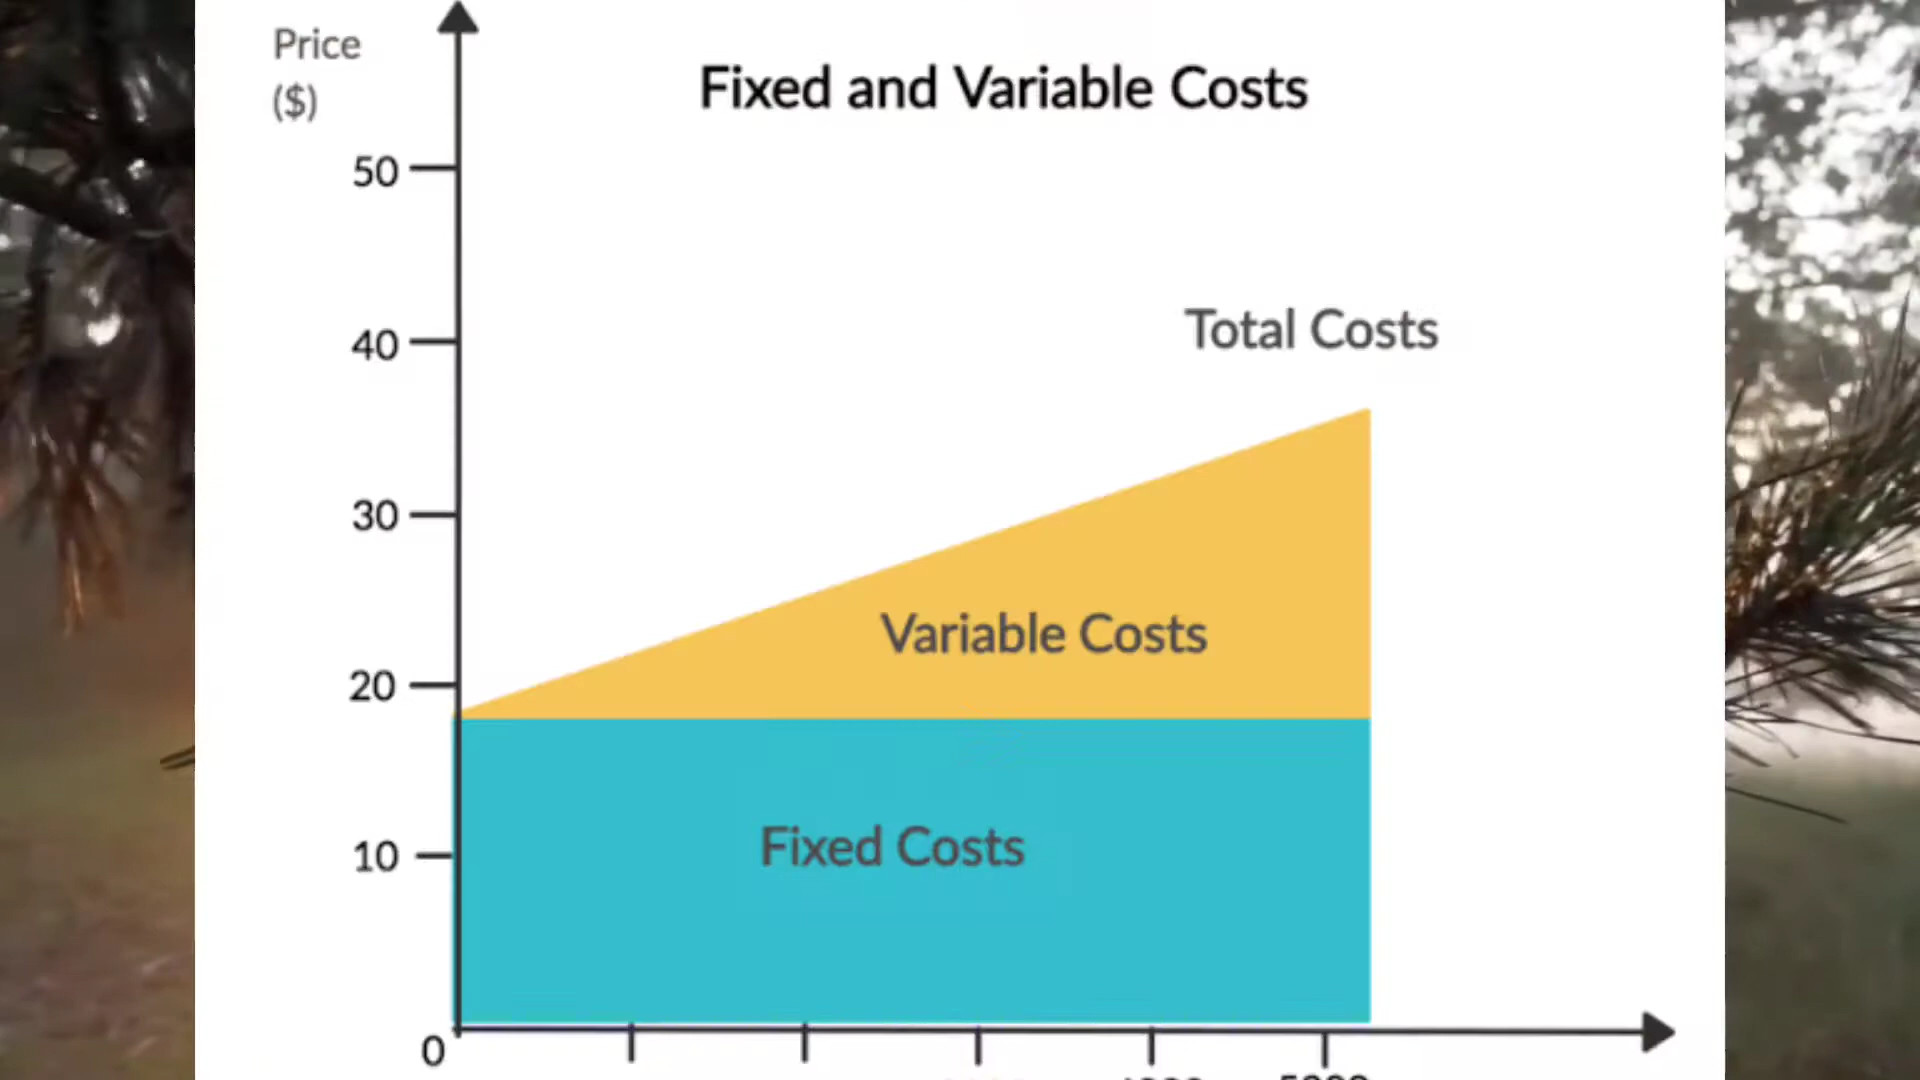 Price
($)
Fixed and Variable Costs
50
40
Total Costs
30
Variable Costs
20
Fixed Costs
10
0